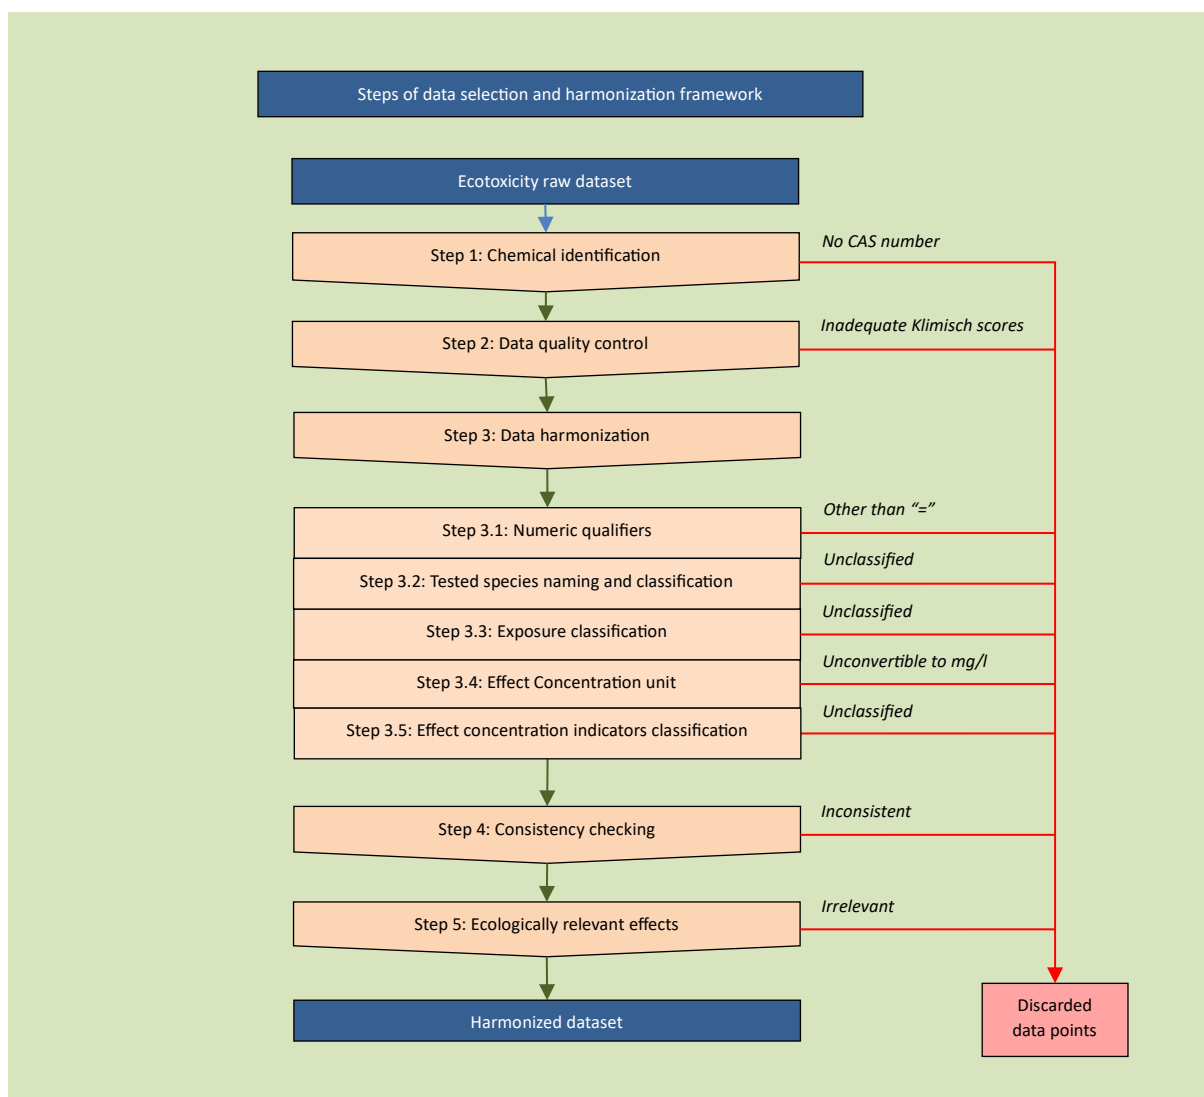 Steps of data selection and harmonization framework
Ecotoxicity raw dataset
Step 1: Chemical identification
No CAS number
Step 2: Data quality control
Inadequate Klimisch scores
Step 3: Data harmonization
Step 3.1: Numeric qualifiers
Other than “=”
Step 3.2: Tested species naming and classification
Unclassified
Step 3.3: Exposure classification
Unclassified
Step 3.4: Effect Concentration unit
Unconvertible to mg/l
Step 3.5: Effect concentration indicators classification
Unclassified
Step 4: Consistency checking
Inconsistent
Step 5: Ecologically relevant effects
Irrelevant
Harmonized dataset
Discarded
data points